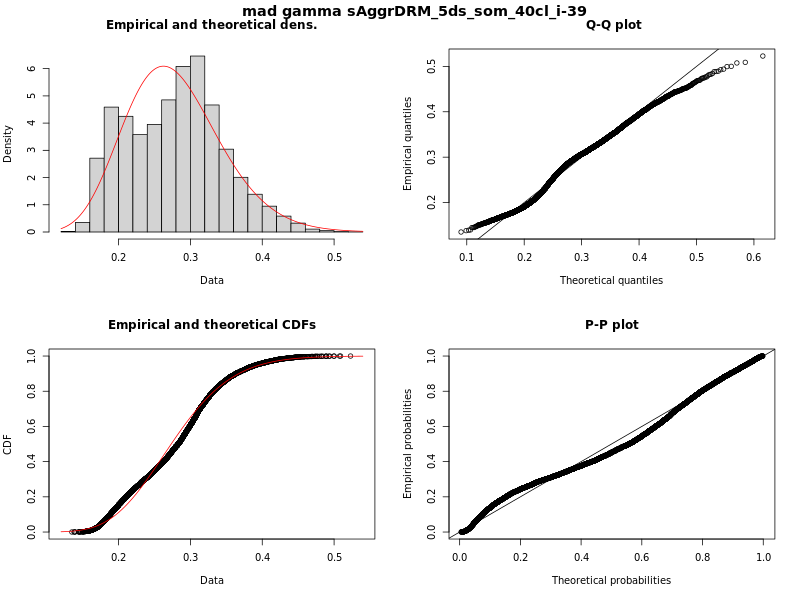 mad gamma sAggrDRM_5ds_som_40cl_i-39
Empirical and theoretical dens.
Density
0 1 2 3 4 5 6
0.2 0.3 0.4 0.5
Data
Q-Q plot
Empirical quantiles
0.2 0.3 0.4 0.5
0.1 0.2 0.3 0.4 0.5 0.6
Theoretical quantiles
Empirical and theoretical CDFs
CDF
0.0 0.2 0.4 0.6 0.8 1.0
0.2 0.3 0.4 0.5
Data
P-P plot
Empirical probabilities
0.0 0.2 0.4 0.6 0.8 1.0
0.0 0.2 0.4 0.6 0.8 1.0
Theoretical probabilities